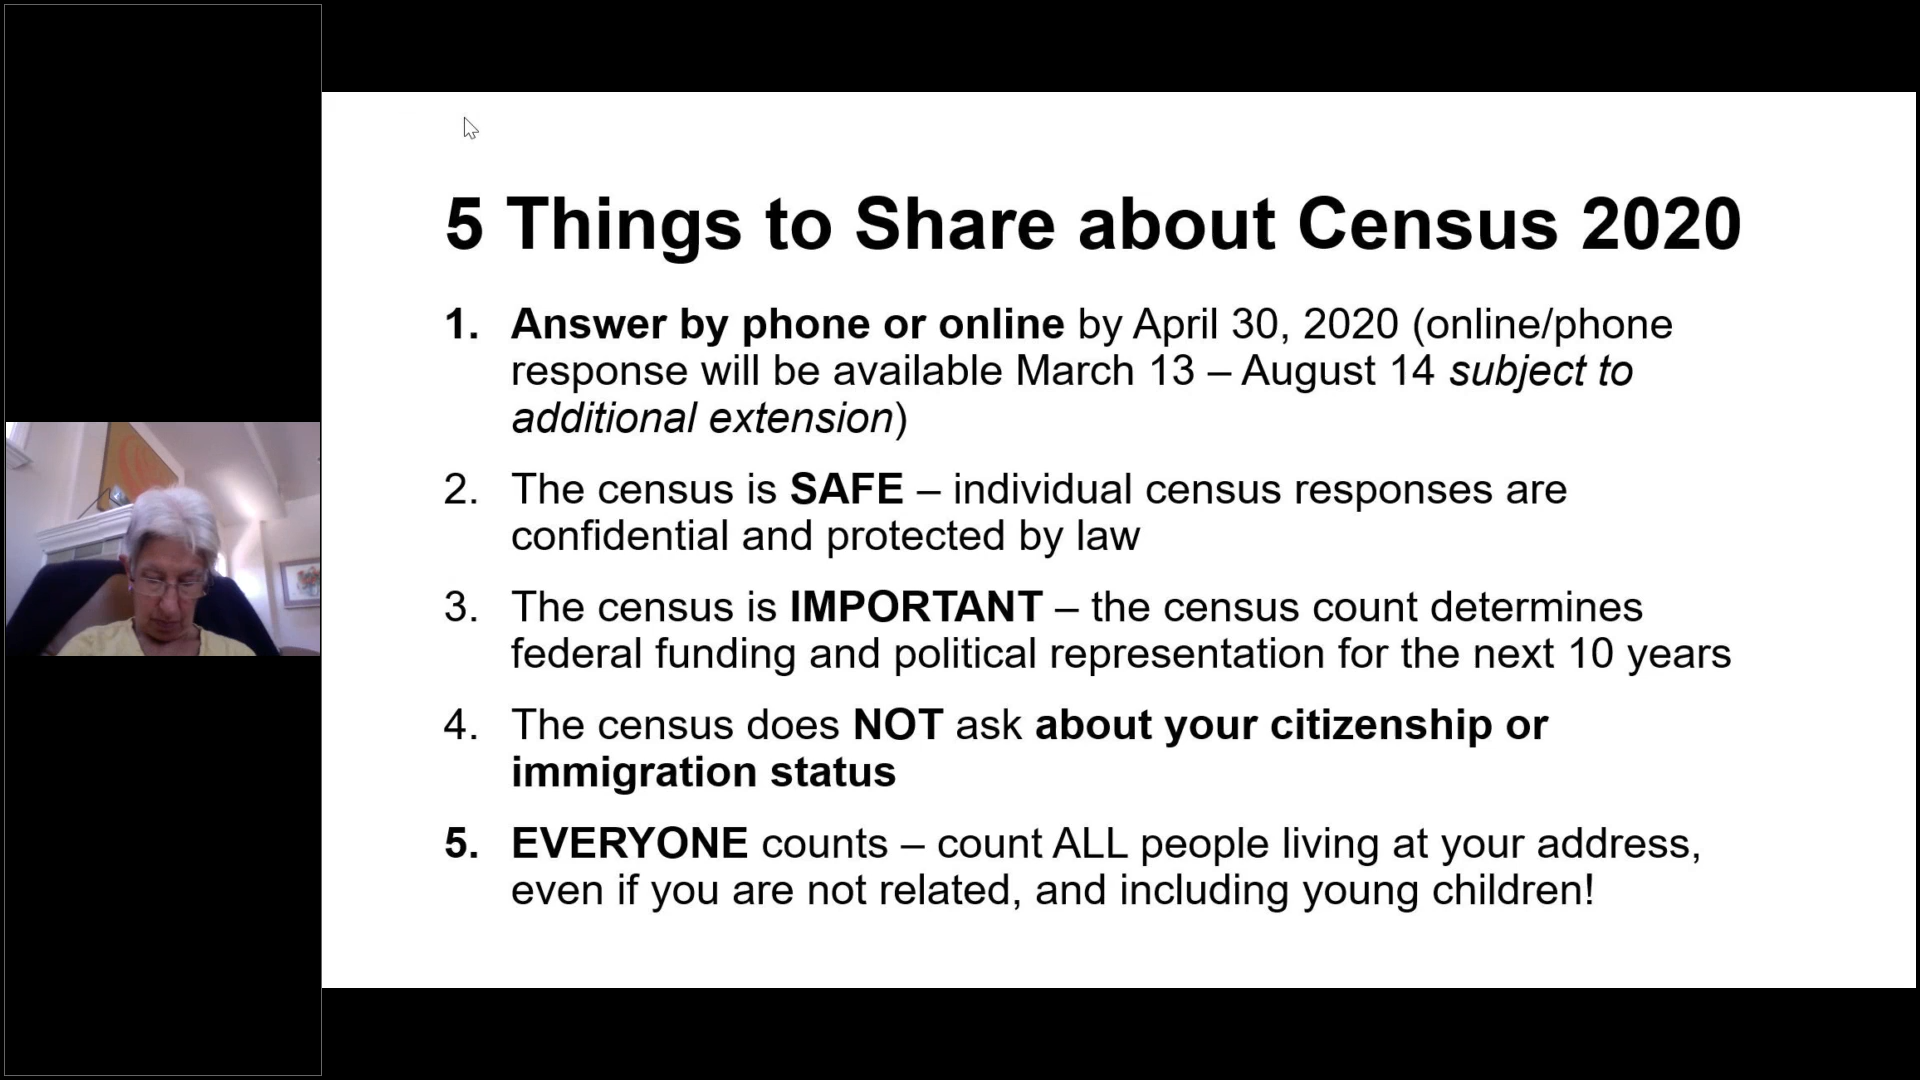 5 Things to Share about Census 2020
1. Answer by phone or online by April 30, 2020 (online/phone
response will be available March 13 – August 14 subject to
additional extension)
2. The census is SAFE – individual census responses are
confidential and protected by law
3. The census is IMPORTANT – the census count determines
federal funding and political representation for the next 10 years
4. The census does NOT ask about your citizenship or
immigration status
5. EVERYONE counts – count ALL people living at your address,
even if you are not related, and including young children!